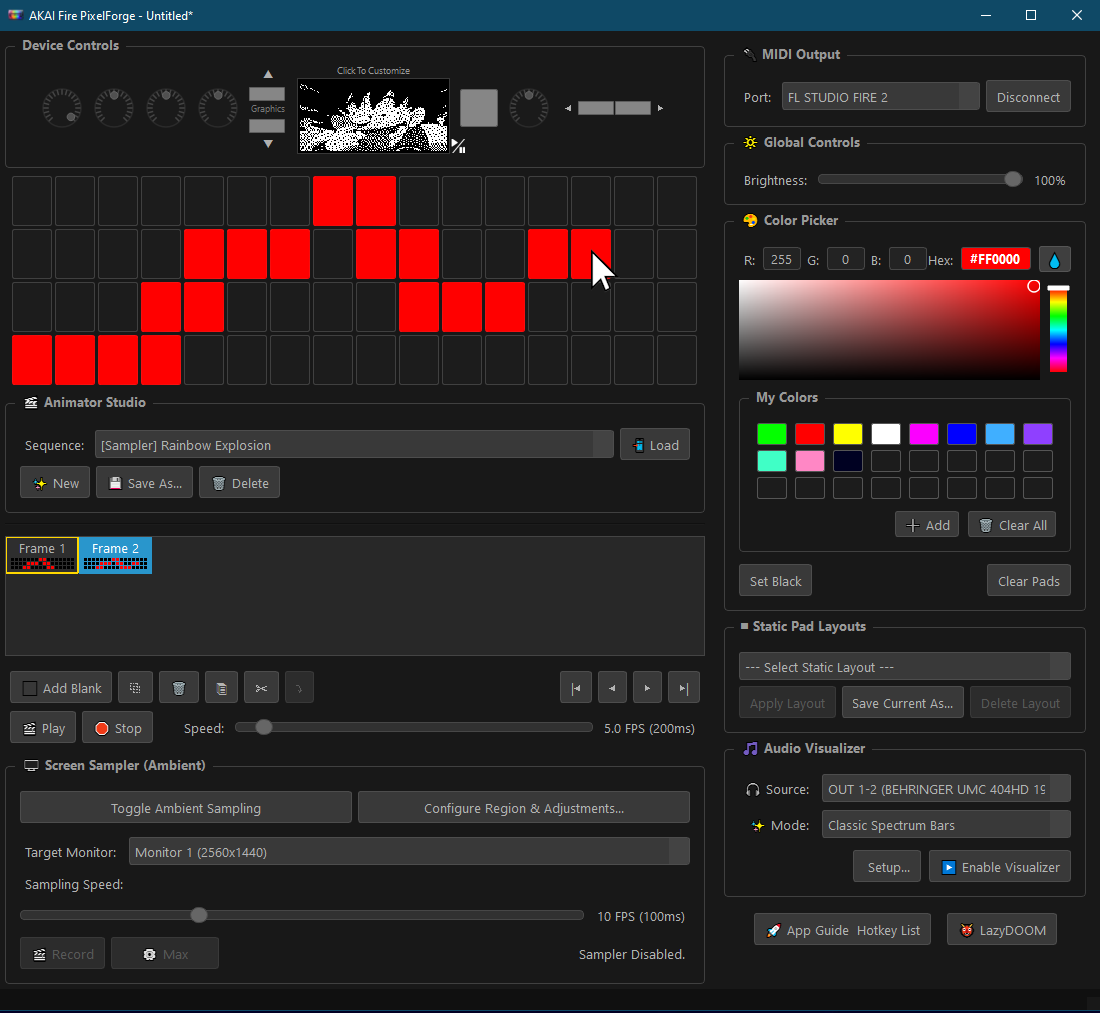 AKAI Fire PixelForge - Untitled*
Device Controls
Click To Customize
Graphics
Animator Studio
Sequence: [Sampler] Rainbow Explosion Load
New Save As... Delete
Frame 1 Frame 2
Add Blank
Play Stop Speed: 5.0 FPS (200ms)
Screen Sampler (Ambient)
Toggle Ambient Sampling Configure Region & Adjustments...
Target Monitor: Monitor 1 (2560x1440)
Sampling Speed:
10 FPS (100ms)
Record Max Sampler Disabled.
MIDI Output
Port: FL STUDIO FIRE 2 Disconnect
Global Controls
Brightness: 100%
Color Picker
R: 255 G: 0 B: 0 Hex: #FF0000
My Colors
Add Clear All
Set Black Clear Pads
Static Pad Layouts
--- Select Static Layout ---
Apply Layout Save Current As... Delete Layout
Audio Visualizer
Source: OUT 1-2 (BEHRINGER UMC 404HD 19
Mode: Classic Spectrum Bars
Setup... Enable Visualizer
App Guide Hotkey List LazyDOOM